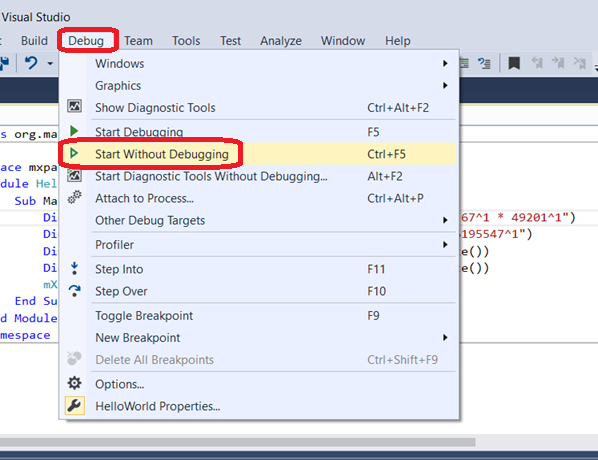 Visual Studio
Build Debug Team Tools Test Analyze Window Help
Windows
Graphics
Show Diagnostic Tools Ctrl+Alt+F2
s org.ma
Start Debugging F5
Start Without Debugging Ctrl+F5
ace mxpa
Start Diagnostic Tools Without Debugging... Alt+F2
dule Hel
Attach to Process... Ctrl+Alt+P
Sub Ma
Other Debug Targets
Di 67^1 * 49201^1")
Di 195547^1")
Profiler
Di e())
Step Into F11
Di e())
mX
Step Over F10
End Su
Toggle Breakpoint F9
d Module
New Breakpoint
mespace
Delete All Breakpoints Ctrl+Shift+F9
Options...
HelloWorld Properties...